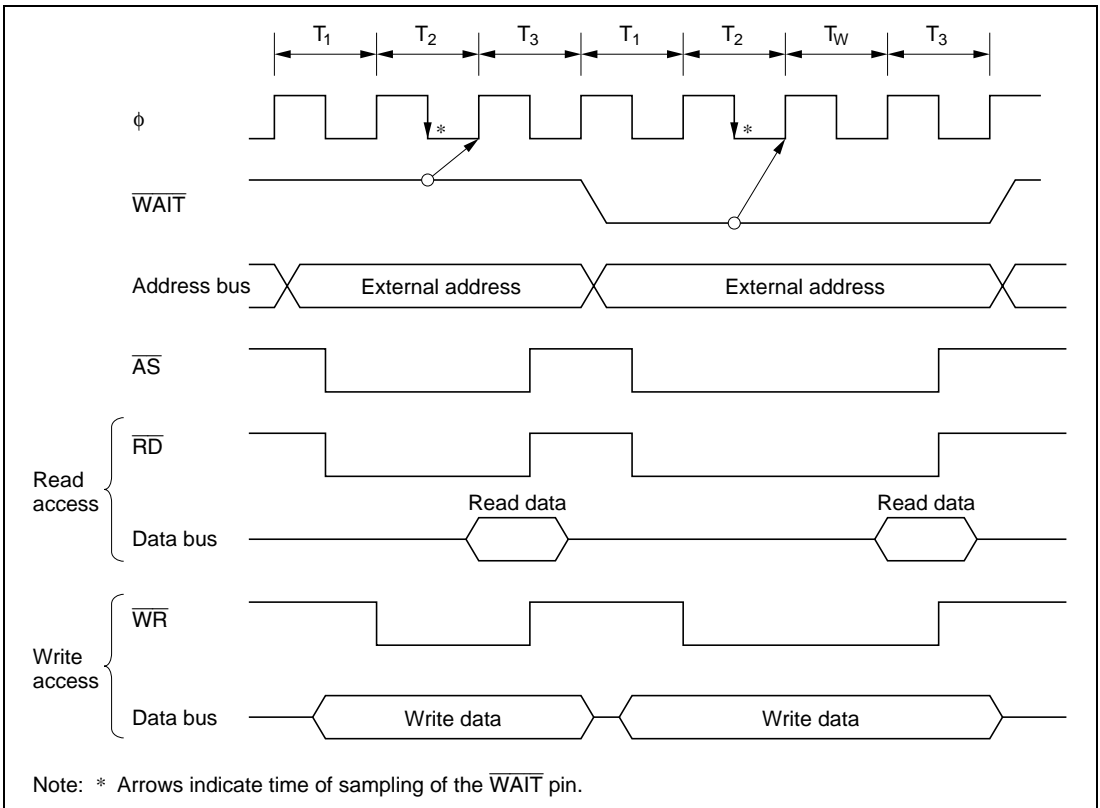 T1 T2 T3 T1 T2 TW T3
ϕ
* *
WAIT
Address bus External address External address
AS
RD
Read access
Read data Read data
Data bus
WR
Write access
Data bus Write data Write data
Note: * Arrows indicate time of sampling of the WAIT pin.